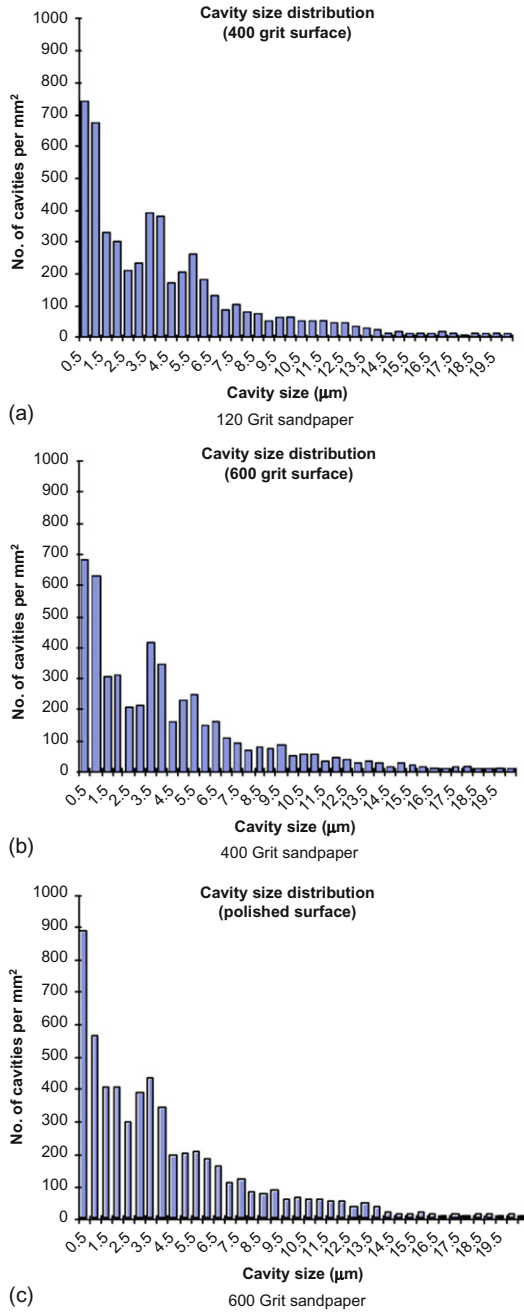 Cavity size distribution
(400 grit surface)
No. of cavities per mm²
1000
900
800
700
600
500
400
300
200
100
0
0.5 1.5 2.5 3.5 4.5 5.5 6.5 7.5 8.5 9.5 10.5 11.5 12.5 13.5 14.5 15.5 16.5 17.5 18.5 19.5
Cavity size (μm)
(a) 120 Grit sandpaper
Cavity size distribution
(600 grit surface)
No. of cavities per mm²
1000
900
800
700
600
500
400
300
200
100
0
0.5 1.5 2.5 3.5 4.5 5.5 6.5 7.5 8.5 9.5 10.5 11.5 12.5 13.5 14.5 15.5 16.5 17.5 18.5 19.5
Cavity size (μm)
(b) 400 Grit sandpaper
Cavity size distribution
(polished surface)
No. of cavities per mm²
1000
900
800
700
600
500
400
300
200
100
0
0.5 1.5 2.5 3.5 4.5 5.5 6.5 7.5 8.5 9.5 10.5 11.5 12.5 13.5 14.5 15.5 16.5 17.5 18.5 19.5
Cavity size (μm)
(c) 600 Grit sandpaper